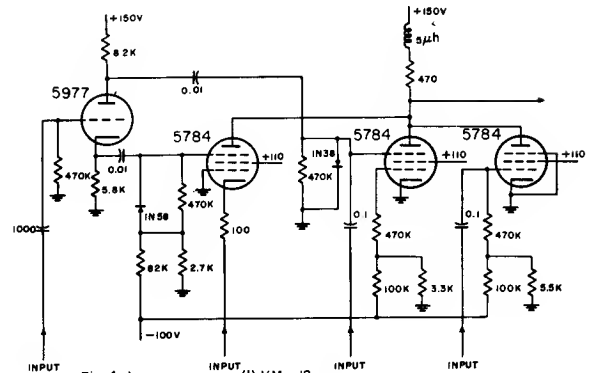 +150V
+150V
5μh
8.2K
470
0.01
5977
5784
5784
5784
+110
+110
+110
0.01
1N38
470K
470K
5.8K
470K
1N58
1000
0.1
0.1
100
470K
470K
82K
2.7K
100K
3.3K
100K
5.5K
-100V
INPUT
INPUT
INPUT
INPUT